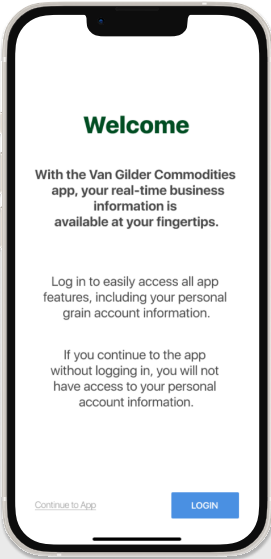 Welcome
With the Van Gilder Commodities
app, your real-time business
information is
available at your fingertips.
Log in to easily access all app
features, including your personal
grain account information.
If you continue to the app
without logging in, you will not
have access to your personal
account information.
Continue to App
LOGIN